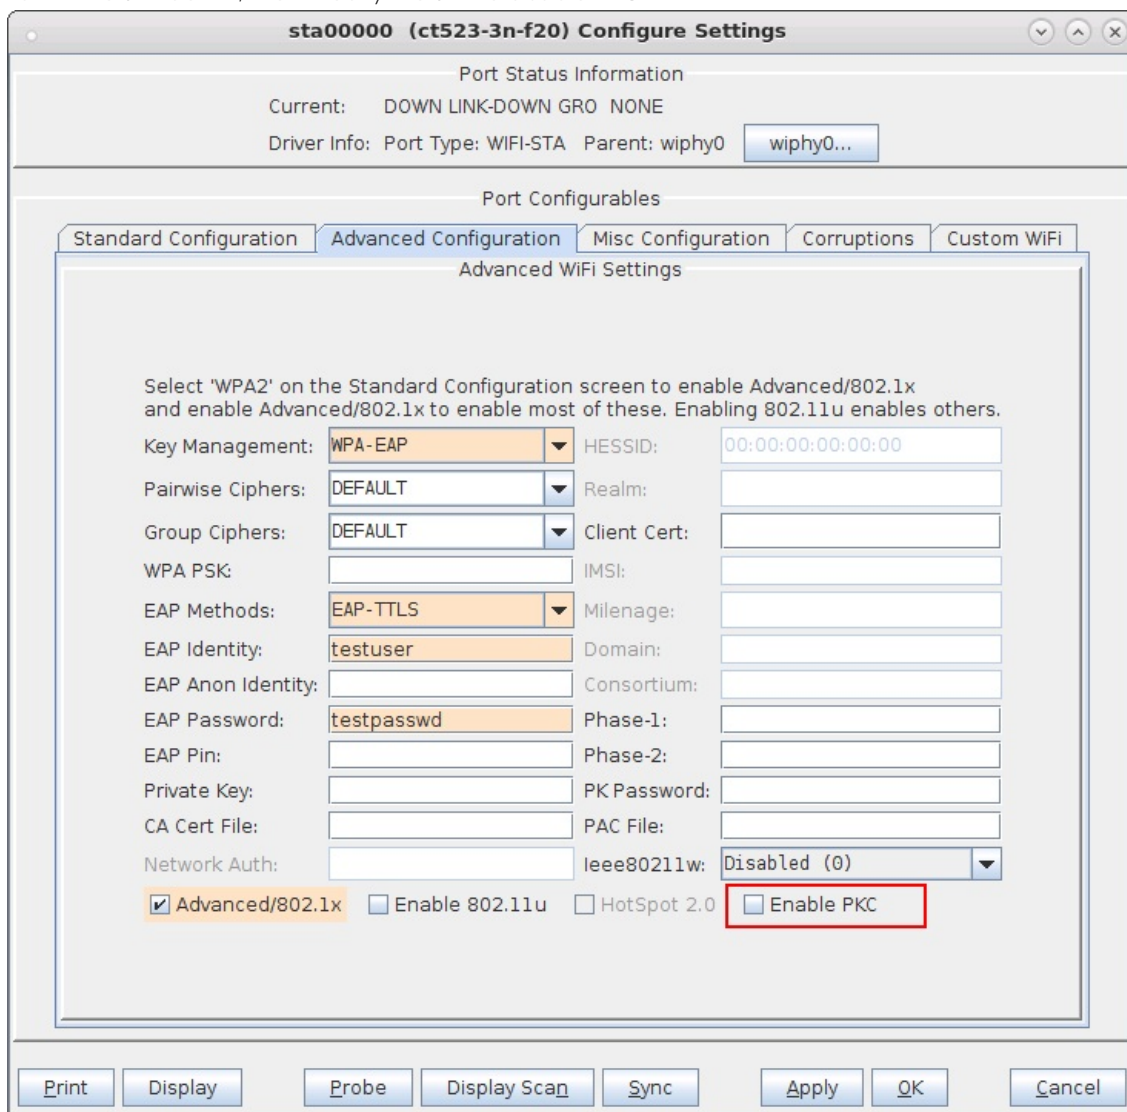 sta00000 (ct523-3n-f20) Configure Settings
Port Status Information
Current: DOWN LINK-DOWN GRO NONE
Driver Info: Port Type: WIFI-STA Parent: wiphy0 wiphy0...
Port Configurables
Standard Configuration Advanced Configuration Misc Configuration Corruptions Custom WiFi
Advanced WiFi Settings
Select 'WPA2' on the Standard Configuration screen to enable Advanced/802.1x
and enable Advanced/802.1x to enable most of these. Enabling 802.11u enables others.
Key Management: WPA-EAP HESSID: 00:00:00:00:00:00
Pairwise Ciphers: DEFAULT Realm:
Group Ciphers: DEFAULT Client Cert:
WPA PSK: IMSI:
EAP Methods: EAP-TTLS Milenage:
EAP Identity: testuser Domain:
EAP Anon Identity: Consortium:
EAP Password: testpasswd Phase-1:
EAP Pin: Phase-2:
Private Key: PK Password:
CA Cert File: PAC File:
Network Auth: Ieee80211w: Disabled (0)
Advanced/802.1x Enable 802.11u HotSpot 2.0 Enable PKC
Print Display Probe Display Scan Sync Apply OK Cancel